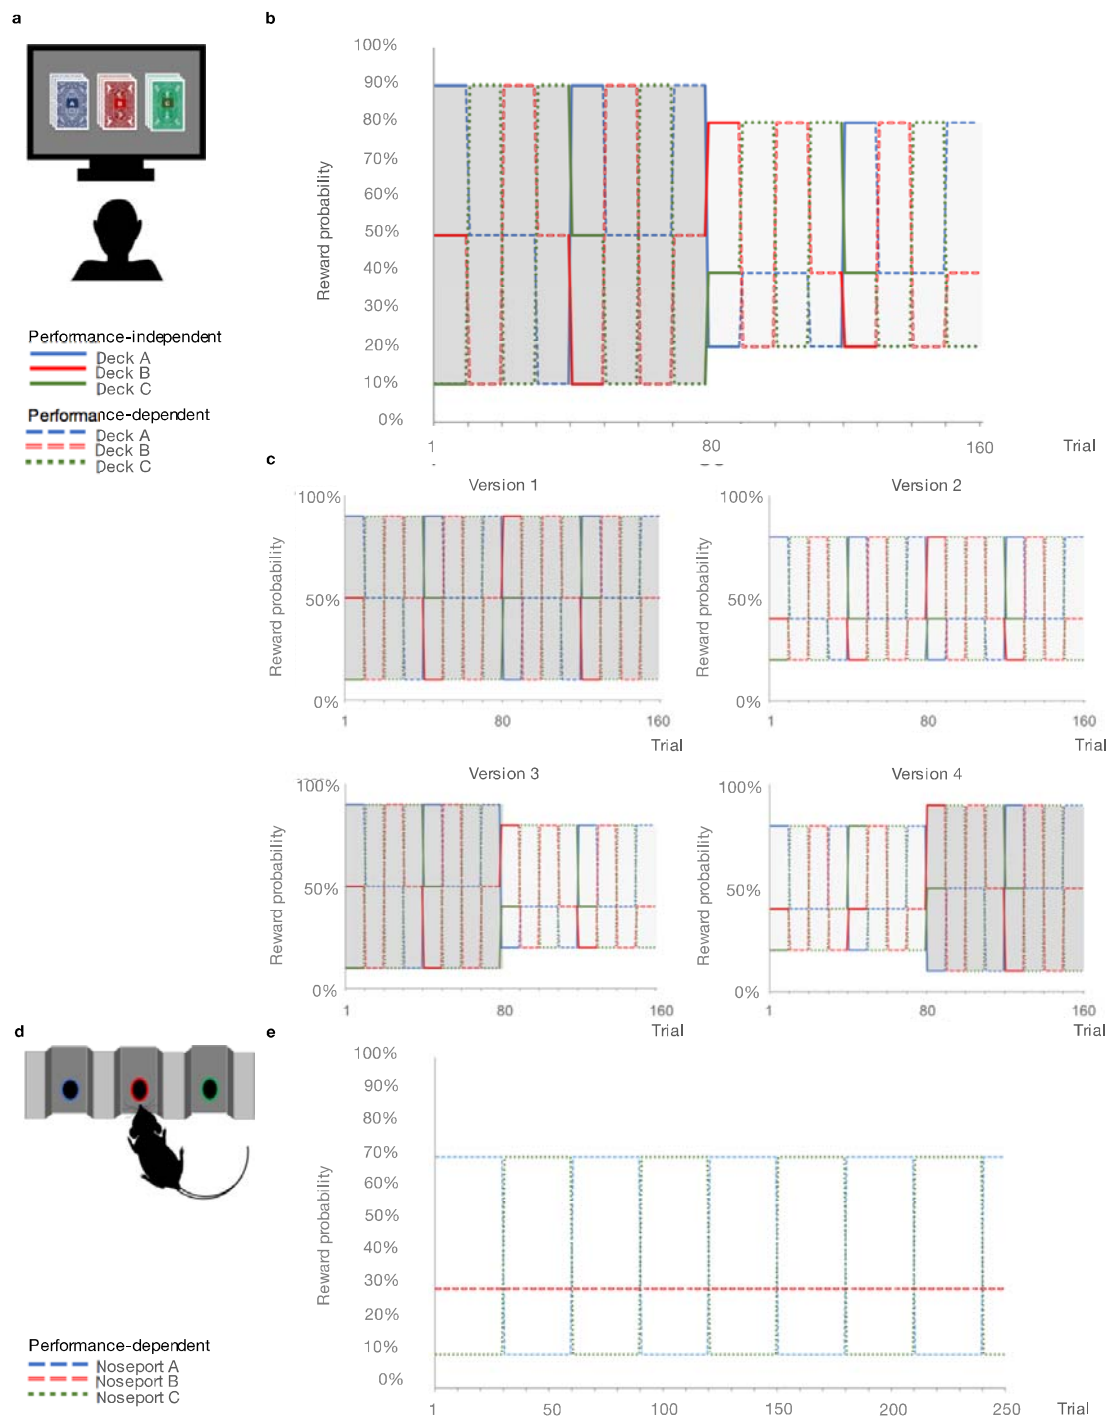 a
A B C
Performance-independent
Deck A
Deck B
Deck C
Performance-dependent
Deck A
Deck B
Deck C
b
100%
90%
80%
70%
60%
50%
40%
30%
20%
10%
0%
Reward probability
1 80 160 Trial
c
Version 1
100%
50%
0%
Reward probability
1 80 160
Trial
Version 2
100%
50%
0%
Reward probability
1 80 160
Trial
Version 3
100%
50%
0%
Reward probability
1 80 160
Trial
Version 4
100%
50%
0%
Reward probability
1 80 160
Trial
d
Performance-dependent
Noseport A
Noseport B
Noseport C
e
100%
90%
80%
70%
60%
50%
40%
30%
20%
10%
0%
Reward probability
1 50 100 150 200 250 Trial